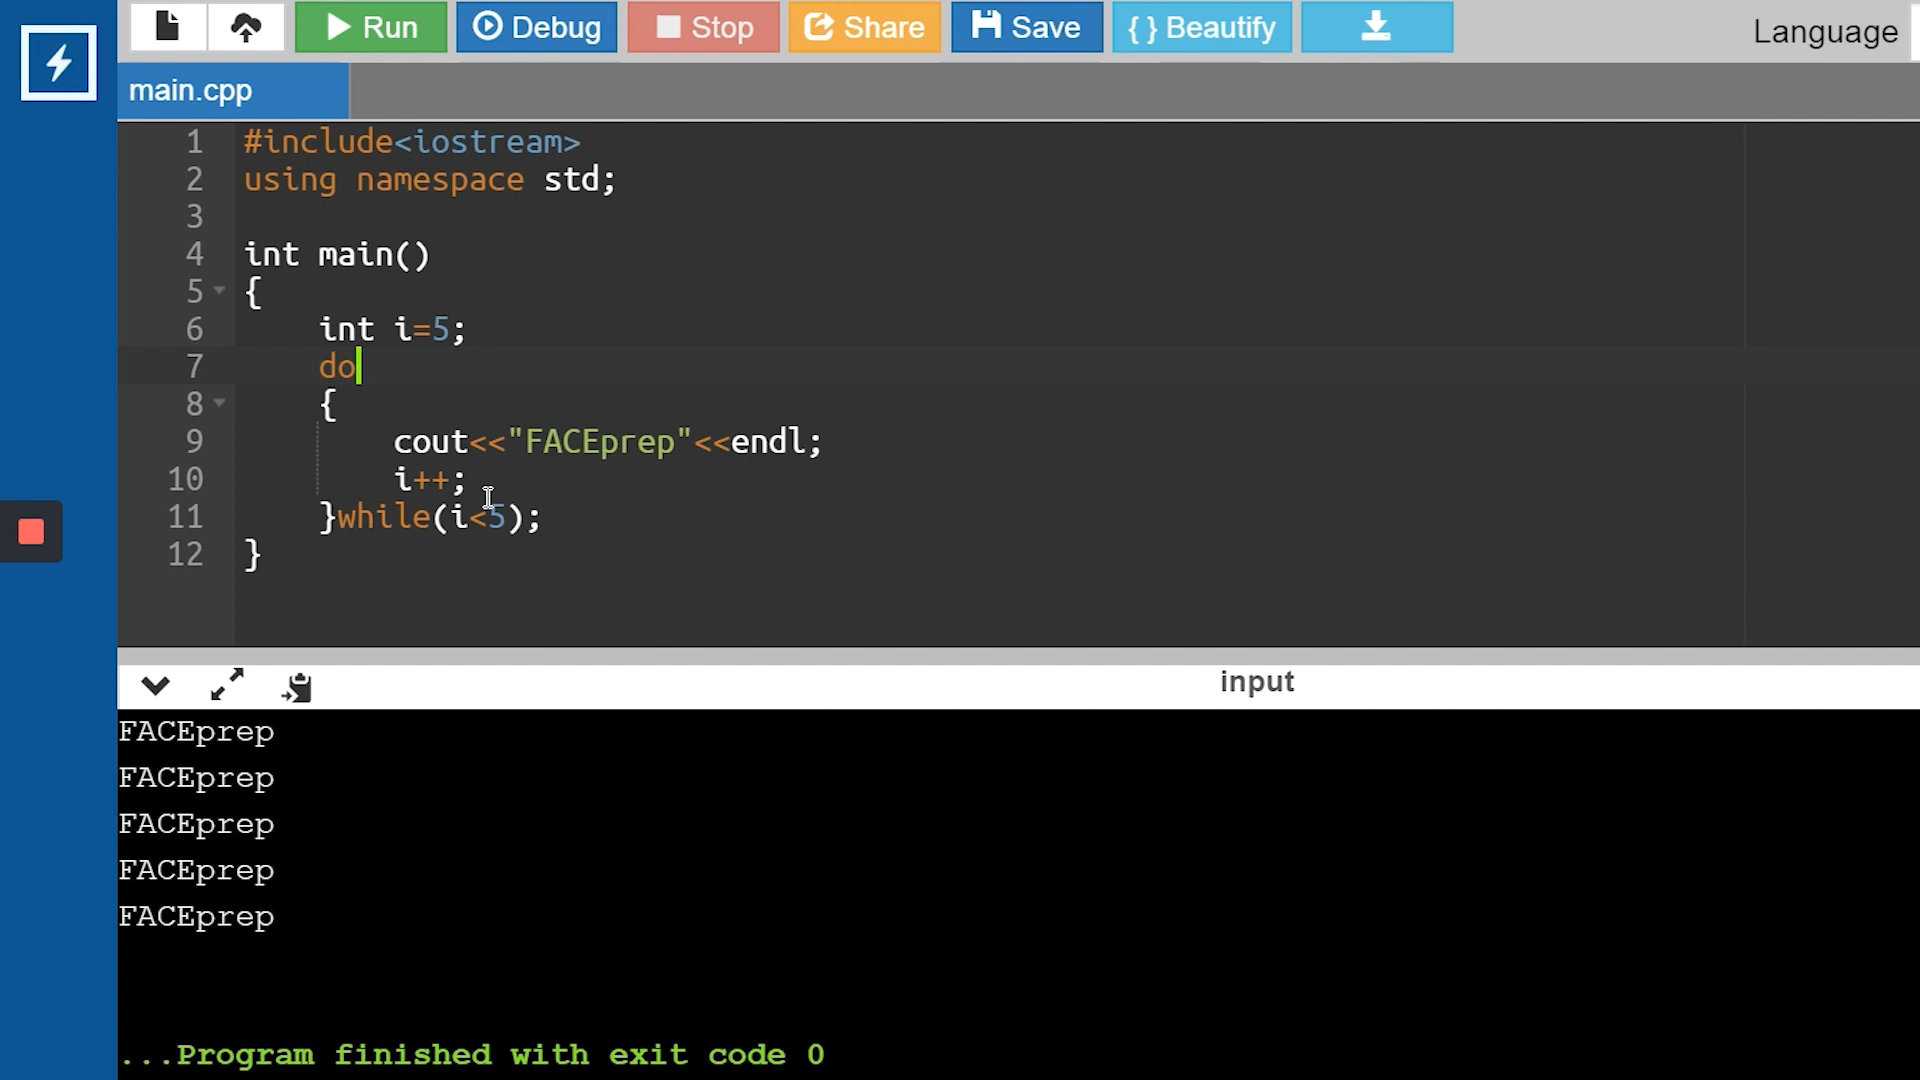 Run Debug Stop Share Save { } Beautify Language
main.cpp
1 #include<iostream>
2 using namespace std;
3
4 int main()
5 {
6     int i=5;
7     do
8     {
9         cout<<"FACEprep"<<endl;
10         i++;
11     }while(i<5);
12 }
input
FACEprep
FACEprep
FACEprep
FACEprep
FACEprep
...Program finished with exit code 0